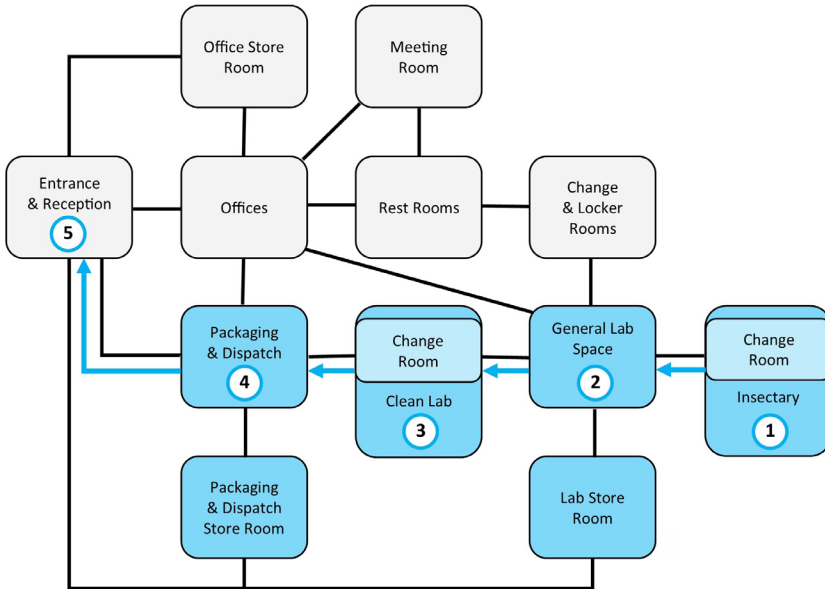 Office Store
Room
Meeting
Room
Entrance
& Reception
5
Offices
Rest Rooms
Change
& Locker
Rooms
Packaging
& Dispatch
4
Change
Room
Clean Lab
3
General Lab
Space
2
Change
Room
Insectary
1
Packaging
& Dispatch
Store Room
Lab Store
Room